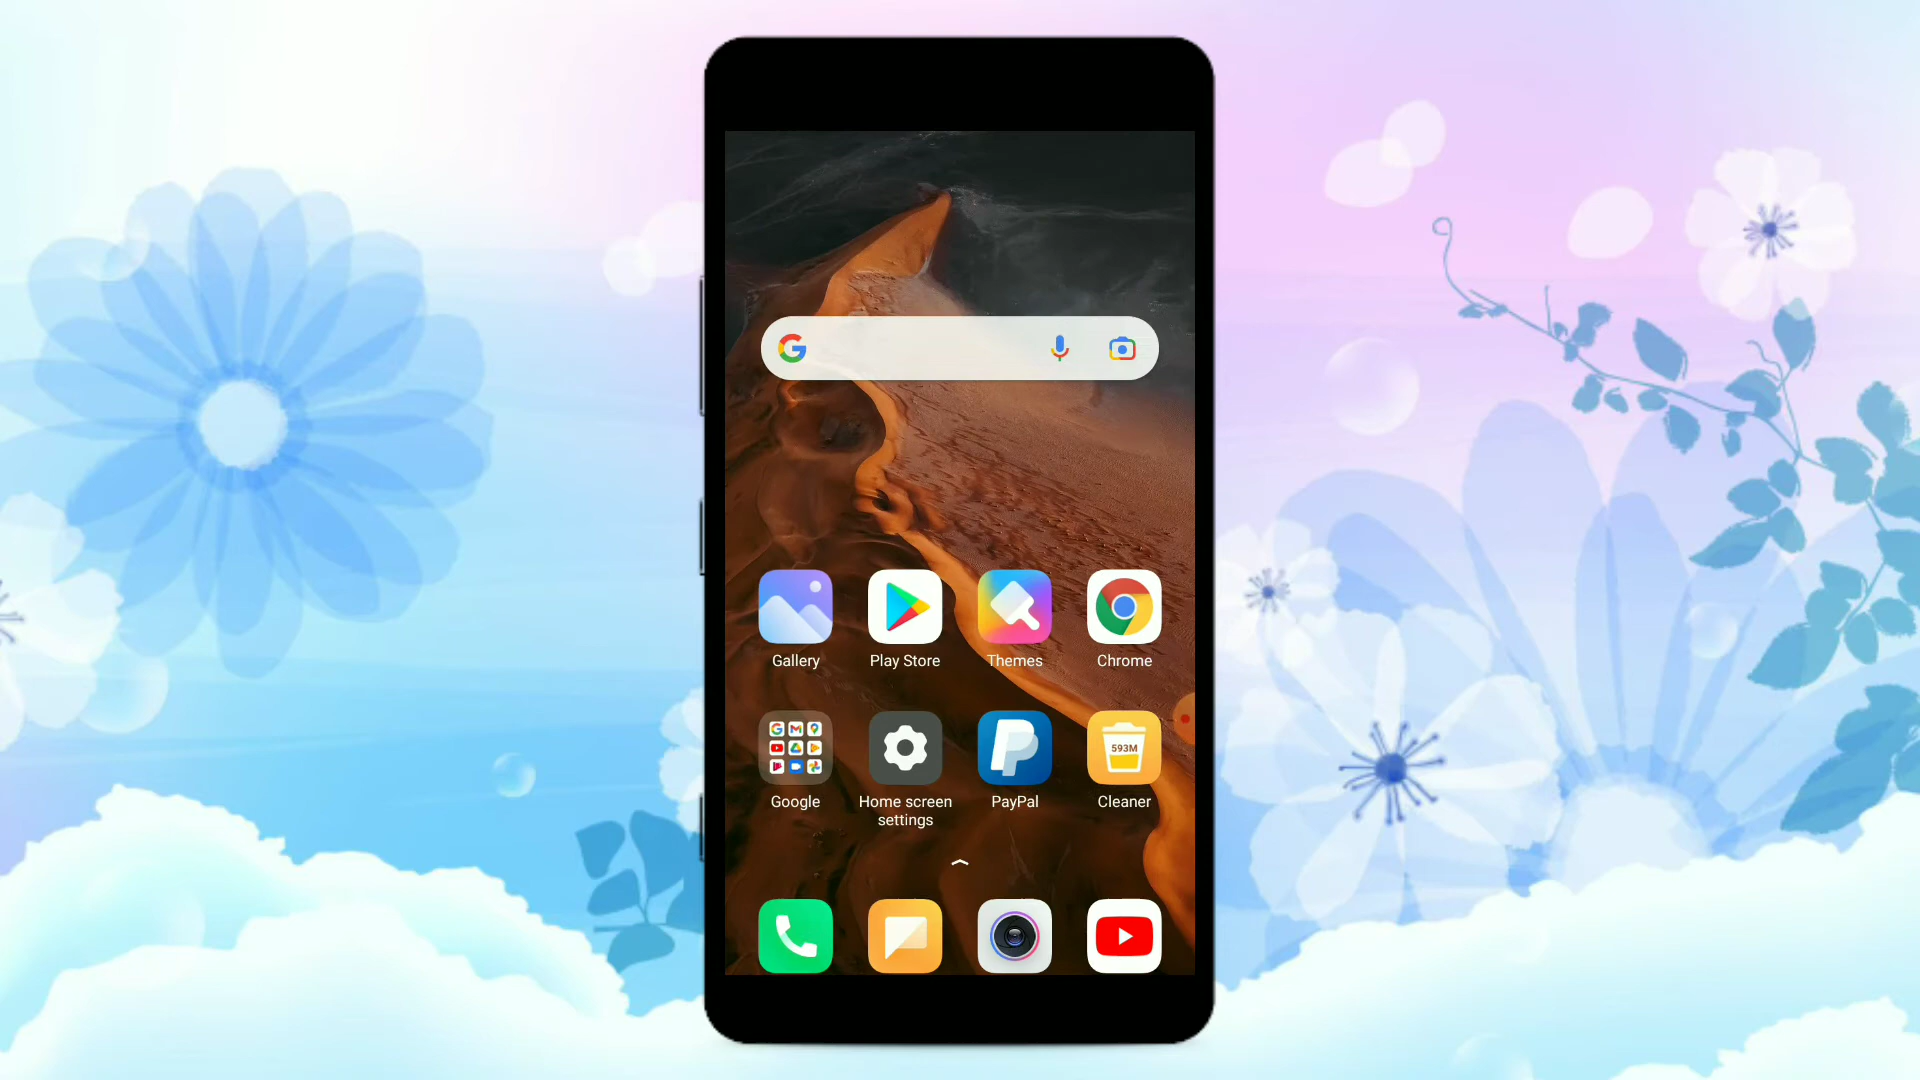 Gallery
Play Store
Themes
Chrome
593M
Google
Home screen
settings
PayPal
Cleaner